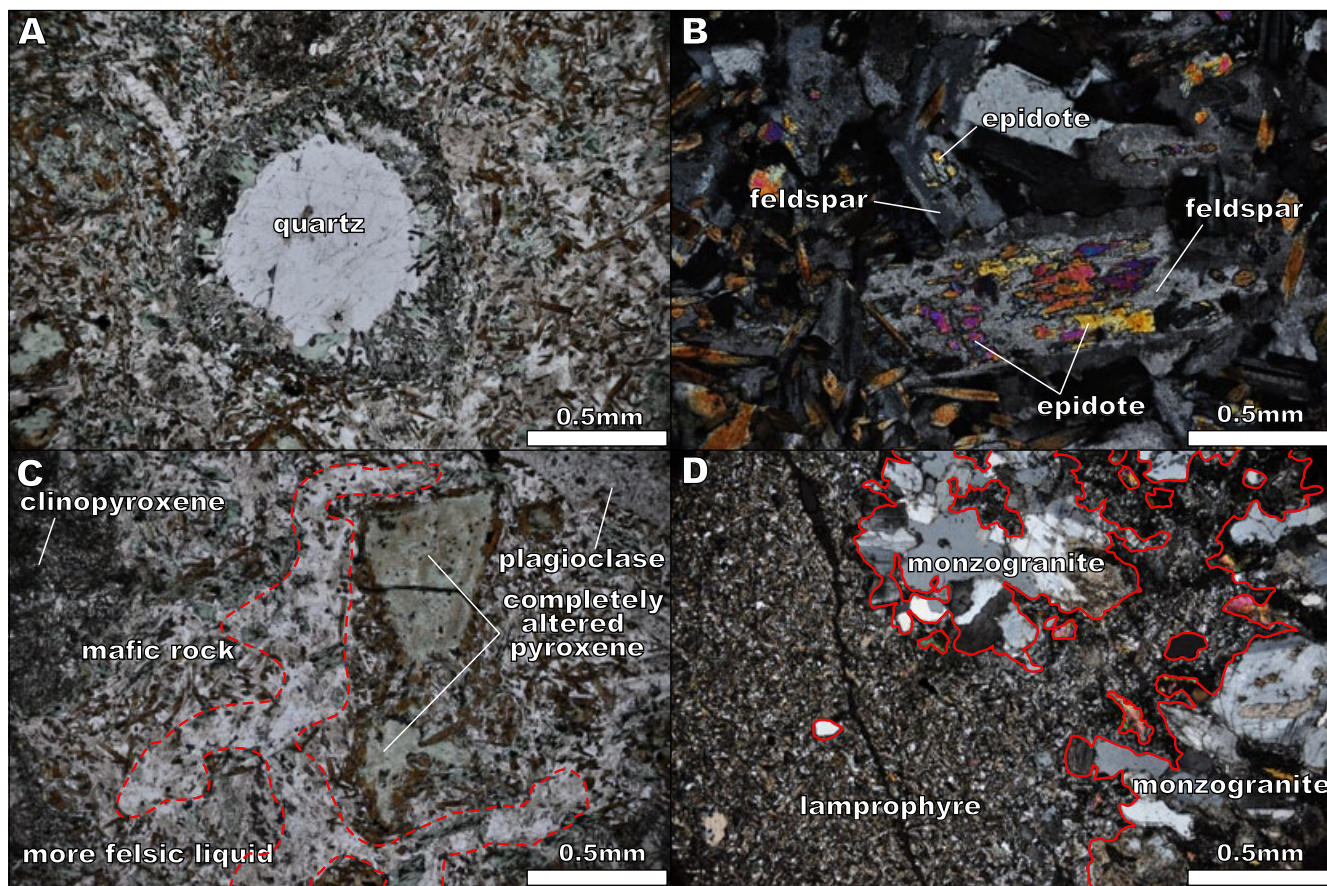 A
quartz
0.5mm
B
epidote
feldspar
feldspar
epidote
0.5mm
C
clinopyroxene
plagioclase
completely
altered
pyroxene
mafic rock
more felsic liquid
0.5mm
D
monzogranite
monzogranite
lamprophyre
0.5mm